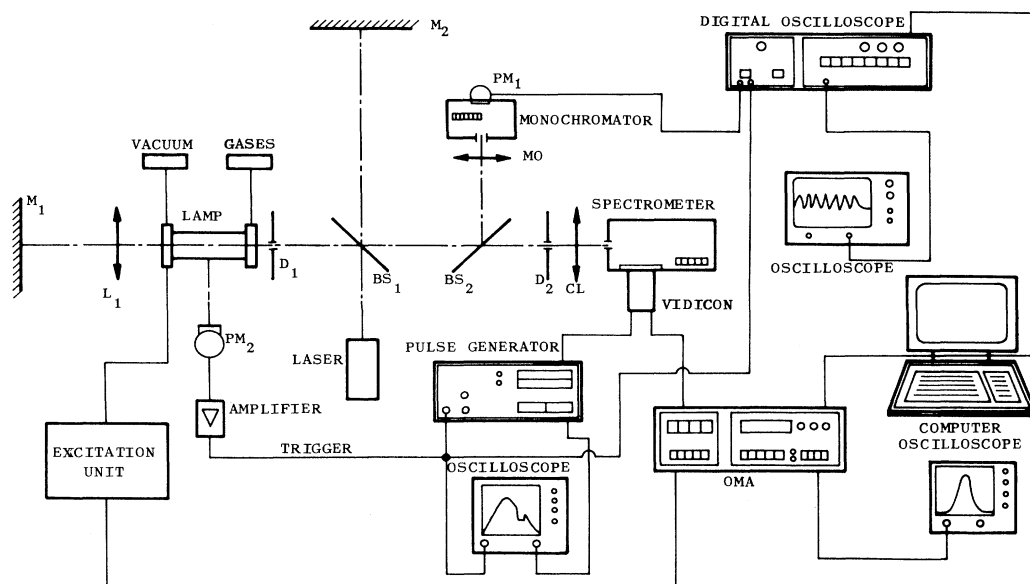 DIGITAL OSCILLOSCOPE
M2
PM1
MONOCHROMATOR
VACUUM
GASES
MO
M1
LAMP
SPECTROMETER
L1
D1
BS1
BS2
D2
CL
OSCILLOSCOPE
VIDICON
PM2
LASER
PULSE GENERATOR
AMPLIFIER
COMPUTER
OSCILLOSCOPE
EXCITATION
UNIT
TRIGGER
OSCILLOSCOPE
OMA